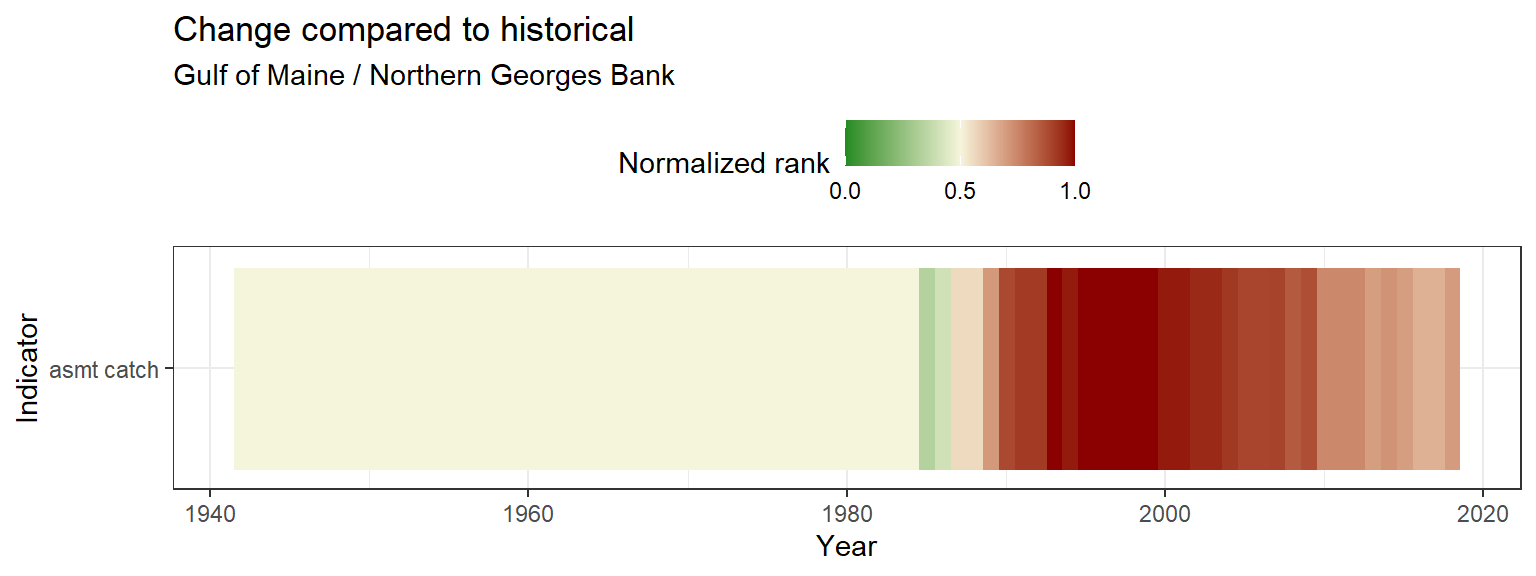 Change compared to historical
Gulf of Maine / Northern Georges Bank
Normalized rank
0.0 0.5 1.0
Indicator
asmt catch
1940 1960 1980 2000 2020
Year